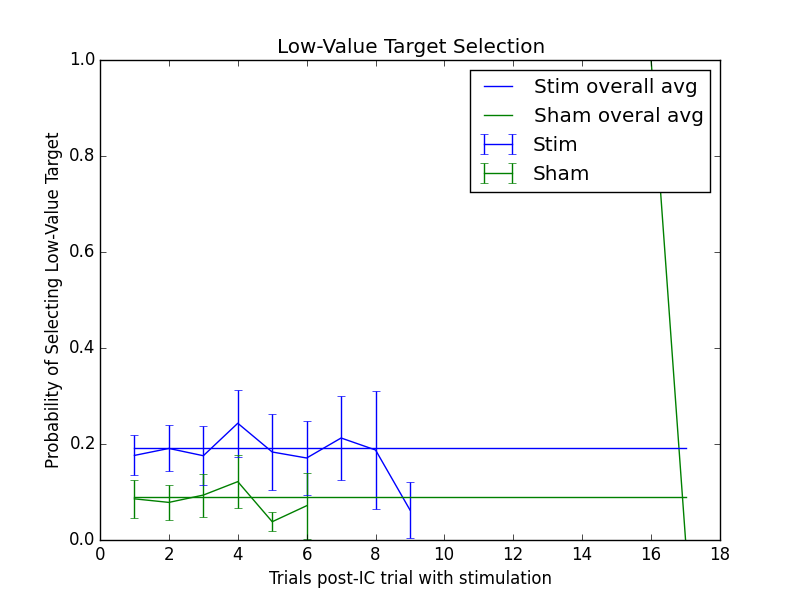 Low-Value Target Selection
Stim overall avg
Sham overal avg
Stim
Sham
Probability of Selecting Low-Value Target
1.0
0.8
0.6
0.4
0.2
0.0
0 2 4 6 8 10 12 14 16 18
Trials post-IC trial with stimulation